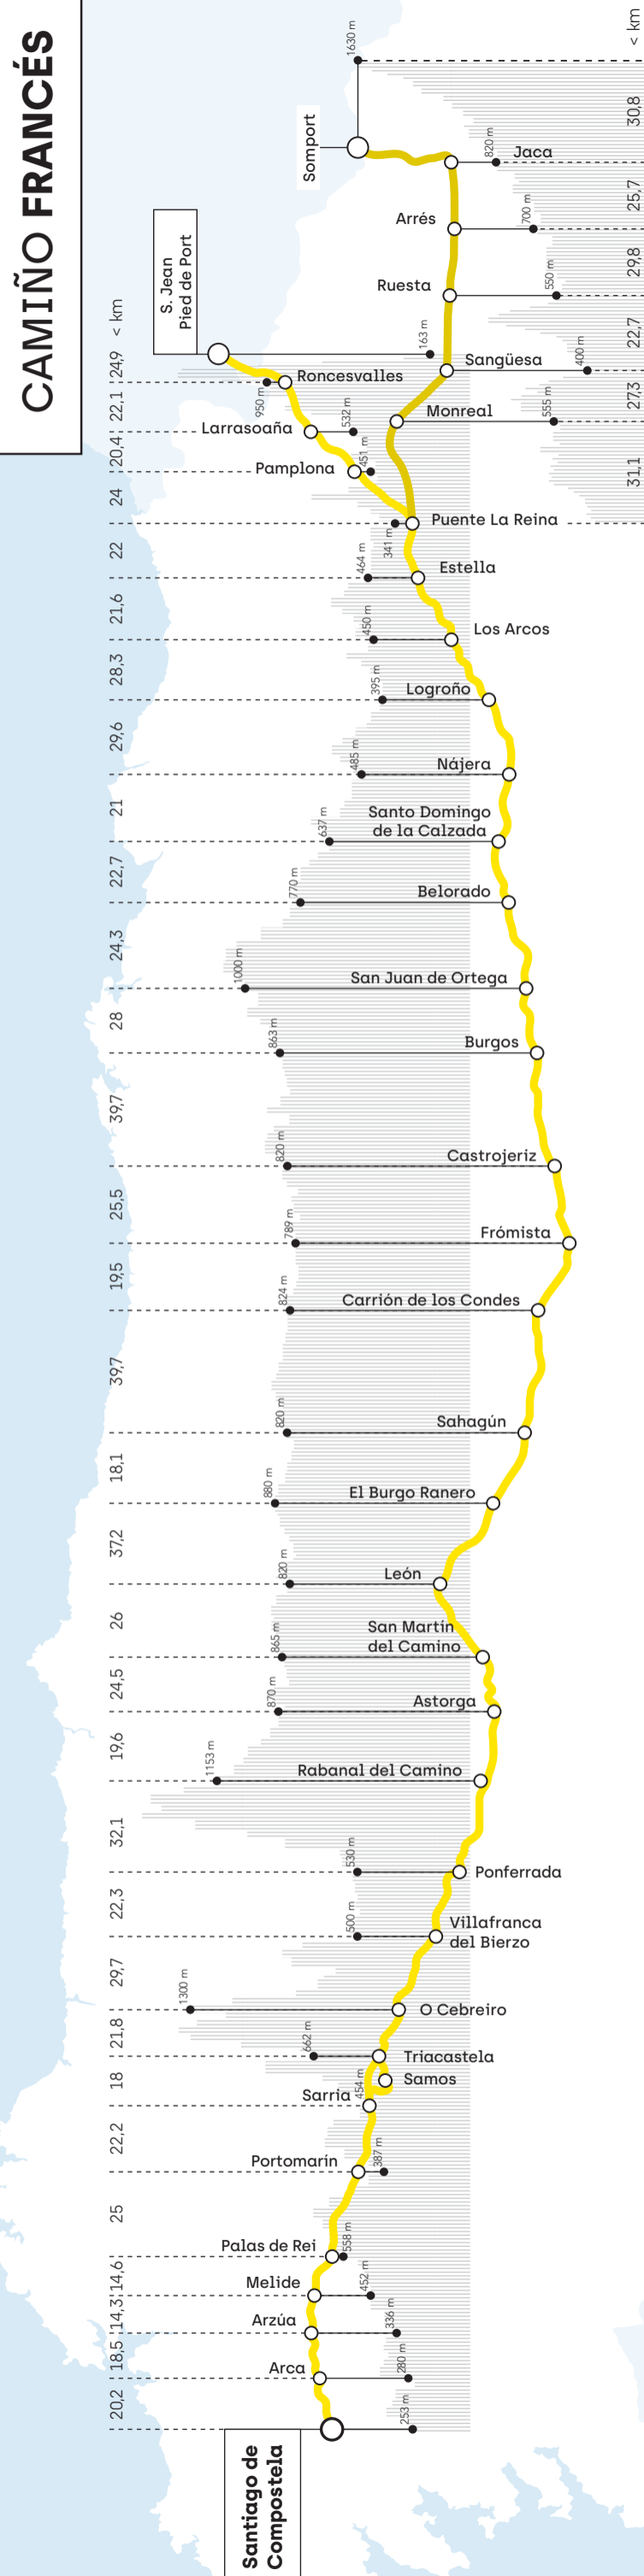 CAMIÑO FRANCÉS
< km
1630 m
Somport
30,8
820 m
Jaca
25,7
700 m
Arrés
29,8
550 m
Ruesta
22,7
400 m
Sangüesa
27,3
555 m
Monreal
31,1
S. Jean
Pied de Port
< km
163 m
24,9
Roncesvalles
950 m
22,1
Larrasoaña
532 m
20,4
Pamplona
451 m
24
Puente La Reina
341 m
22
Estella
464 m
21,6
Los Arcos
450 m
28,3
Logroño
395 m
29,6
Nájera
485 m
21
Santo Domingo
de la Calzada
637 m
22,7
Belorado
770 m
24,3
San Juan de Ortega
1000 m
28
Burgos
863 m
39,7
Castrojeriz
820 m
25,5
Frómista
789 m
19,5
Carrión de los Condes
824 m
39,7
Sahagún
820 m
18,1
El Burgo Ranero
880 m
37,2
León
820 m
26
San Martín
del Camino
865 m
24,5
Astorga
870 m
19,6
Rabanal del Camino
1153 m
32,1
Ponferrada
530 m
22,3
Villafranca
del Bierzo
500 m
29,7
O Cebreiro
1300 m
21,8
Triacastela
662 m
Samos
18
Sarria
454 m
22,2
Portomarín
387 m
25
Palas de Rei
558 m
14,6
Melide
452 m
14,3
Arzúa
336 m
18,5
Arca
280 m
20,2
253 m
Santiago de
Compostela